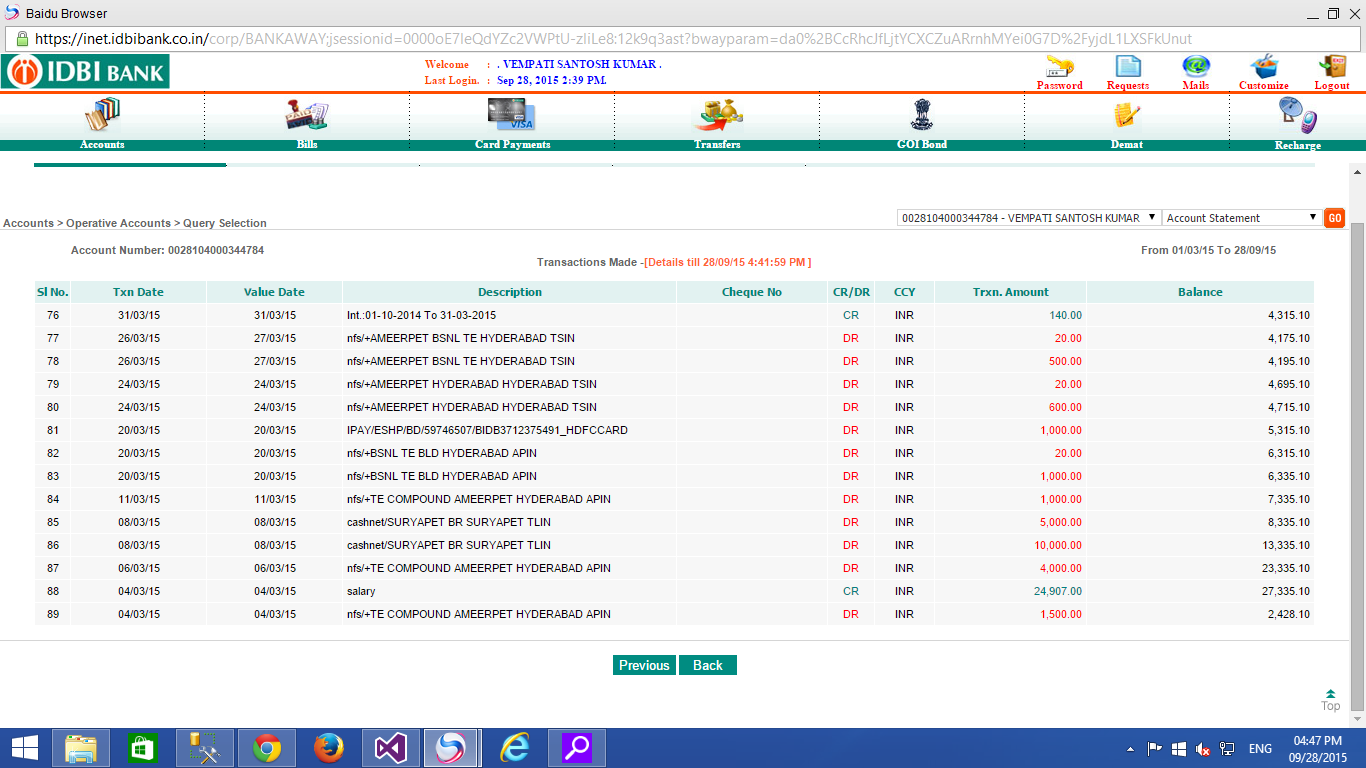 Baidu Browser
https://inet.idbibank.co.in/corp/BANKAWAY;jsessionid=0000oE7IeQdYZc2VWPtU-zIiLe8:12k9q3ast?bwayparam=da0%2BCcRhcJfLjtYCXCZuARrnhMYei0G7D%2FyjdL1LXSFkUnut
IDBI BANK
Welcome : . VEMPATI SANTOSH KUMAR .
Last Login. : Sep 28, 2015 2:39 PM.
Password Requests Mails Customize Logout
VISA
Accounts Bills Card Payments Transfers GOI Bond Demat Recharge
Accounts > Operative Accounts > Query Selection
0028104000344784 - VEMPATI SANTOSH KUMAR Account Statement GO
Account Number: 0028104000344784
From 01/03/15 To 28/09/15
Transactions Made -[Details till 28/09/15 4:41:59 PM ]
Sl No. Txn Date Value Date Description Cheque No CR/DR CCY Trxn. Amount Balance
76 31/03/15 31/03/15 Int.:01-10-2014 To 31-03-2015 CR INR 140.00 4,315.10
77 26/03/15 27/03/15 nfs/+AMEERPET BSNL TE HYDERABAD TSIN DR INR 20.00 4,175.10
78 26/03/15 27/03/15 nfs/+AMEERPET BSNL TE HYDERABAD TSIN DR INR 500.00 4,195.10
79 24/03/15 24/03/15 nfs/+AMEERPET HYDERABAD HYDERABAD TSIN DR INR 20.00 4,695.10
80 24/03/15 24/03/15 nfs/+AMEERPET HYDERABAD HYDERABAD TSIN DR INR 600.00 4,715.10
81 20/03/15 20/03/15 IPAY/ESHP/BD/59746507/BIDB3712375491_HDFCCARD DR INR 1,000.00 5,315.10
82 20/03/15 20/03/15 nfs/+BSNL TE BLD HYDERABAD APIN DR INR 20.00 6,315.10
83 20/03/15 20/03/15 nfs/+BSNL TE BLD HYDERABAD APIN DR INR 1,000.00 6,335.10
84 11/03/15 11/03/15 nfs/+TE COMPOUND AMEERPET HYDERABAD APIN DR INR 1,000.00 7,335.10
85 08/03/15 08/03/15 cashnet/SURYAPET BR SURYAPET TLIN DR INR 5,000.00 8,335.10
86 08/03/15 08/03/15 cashnet/SURYAPET BR SURYAPET TLIN DR INR 10,000.00 13,335.10
87 06/03/15 06/03/15 nfs/+TE COMPOUND AMEERPET HYDERABAD APIN DR INR 4,000.00 23,335.10
88 04/03/15 04/03/15 salary CR INR 24,907.00 27,335.10
89 04/03/15 04/03/15 nfs/+TE COMPOUND AMEERPET HYDERABAD APIN DR INR 1,500.00 2,428.10
Previous Back
Top
ENG 04:47 PM
09/28/2015